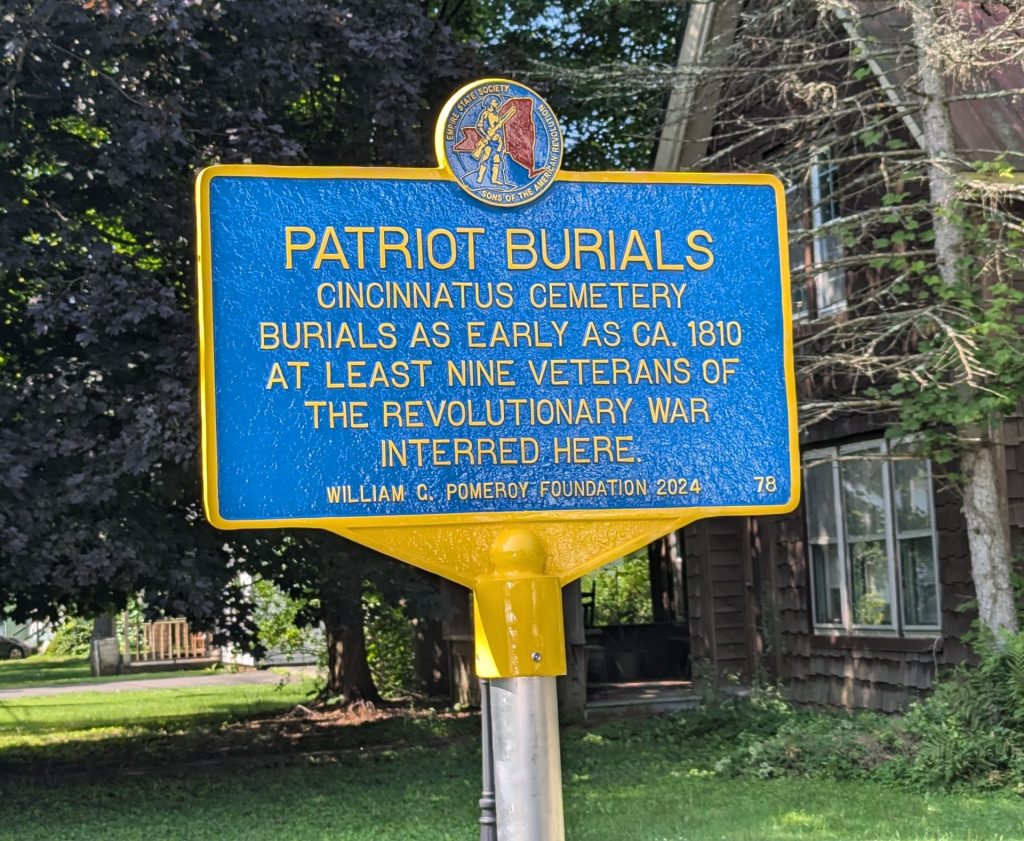 EMPIRE STATE SOCIETY
SONS OF THE AMERICAN REVOLUTION
PATRIOT BURIALS
CINCINNATUS CEMETERY
BURIALS AS EARLY AS CA. 1810
AT LEAST NINE VETERANS OF
THE REVOLUTIONARY WAR
INTERRED HERE.
WILLIAM G. POMEROY FOUNDATION 2024 78